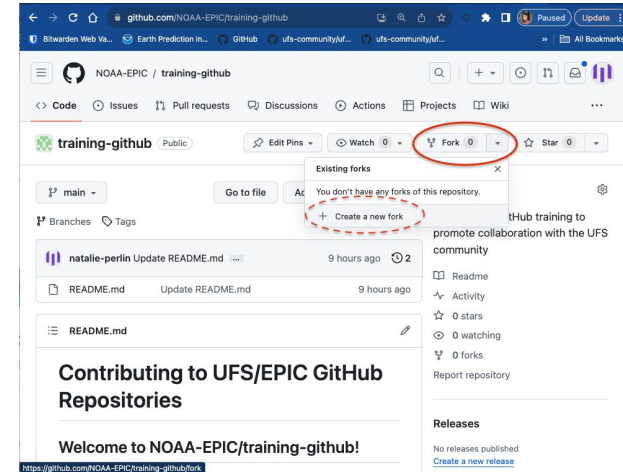 github.com/NOAA-EPIC/training-github
Paused
Update
Bitwarden Web Va...
Earth Prediction In...
GitHub
ufs-community/uf...
ufs-community/uf...
»
All Bookmarks
NOAA-EPIC / training-github
<> Code
Issues
Pull requests
Discussions
Actions
Projects
Wiki
...
training-github Public
Edit Pins
Watch 0
Fork 0
Star 0
Existing forks
You don't have any forks of this repository.
+ Create a new fork
main
Go to file
Branches
Tags
tHub training to
promote collaboration with the UFS
community
natalie-perlin Update README.md ...
9 hours ago
2
README.md
Update README.md
9 hours ago
Readme
Activity
0 stars
0 watching
0 forks
Report repository
README.md
Contributing to UFS/EPIC GitHub
Repositories
Welcome to NOAA-EPIC/training-github!
Releases
No releases published
Create a new release
https://github.com/NOAA-EPIC/training-github/fork